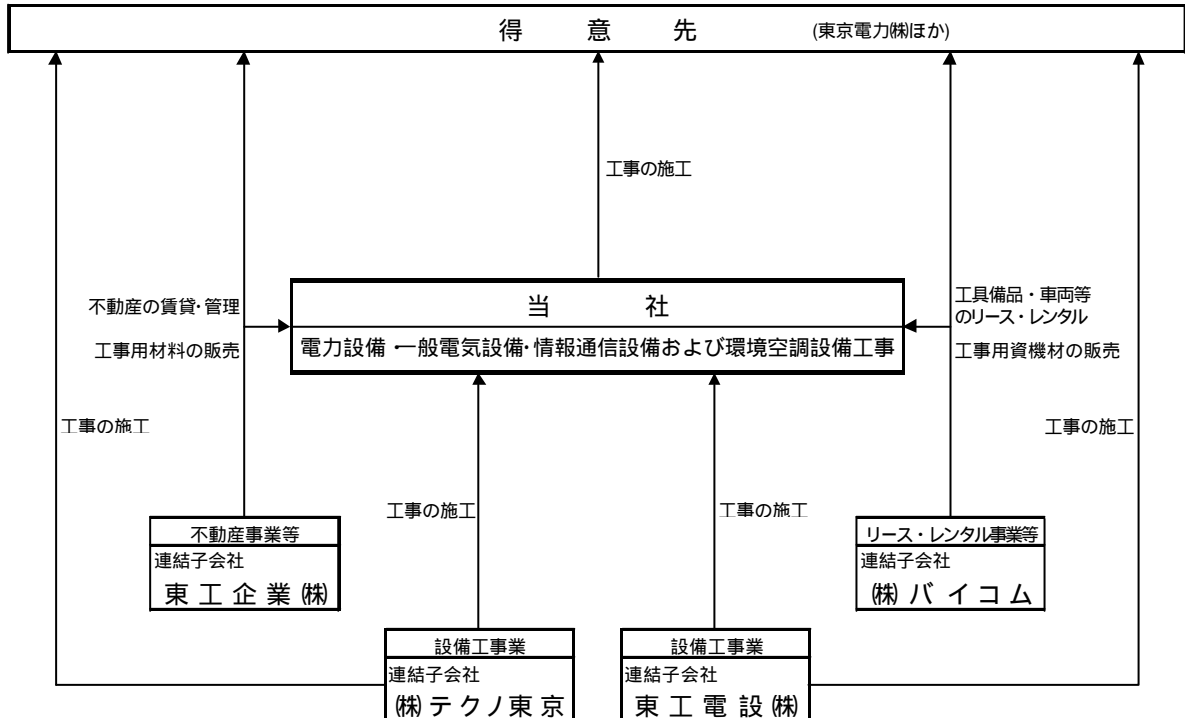 得意先 (東京電力㈱ほか)
工事の施工
当社
電力設備・一般電気設備・情報通信設備および環境空調設備工事
不動産の賃貸・管理
工事用材料の販売
工具備品・車両等
のリース・レンタル
工事用資機材の販売
工事の施工
工事の施工
工事の施工
工事の施工
不動産事業等
連結子会社
東工企業㈱
リース・レンタル事業等
連結子会社
㈱バイコム
設備工事業
連結子会社
㈱テクノ東京
設備工事業
連結子会社
東工電設㈱